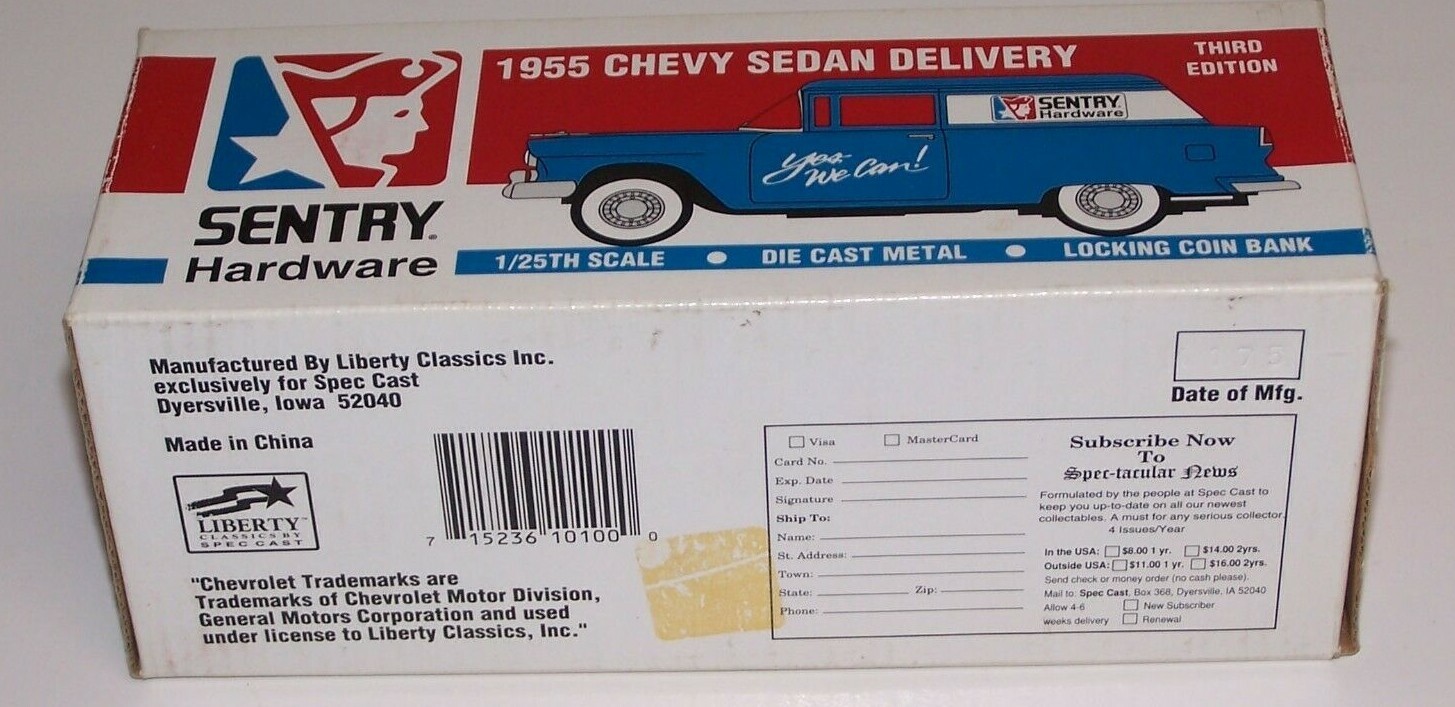 1955 CHEVY SEDAN DELIVERY
THIRD
EDITION
SENTRY
Hardware
Yes
We Can!
SENTRY®
Hardware
1/25TH SCALE ● DIE CAST METAL ● LOCKING COIN BANK
Manufactured By Liberty Classics Inc.
exclusively for Spec Cast
Dyersville, Iowa 52040
Made in China
LIBERTY™
CLASSICS BY
SPEC CAST
7 15236 10100 0
"Chevrolet Trademarks are
Trademarks of Chevrolet Motor Division,
General Motors Corporation and used
under license to Liberty Classics, Inc."
Date of Mfg.
Visa MasterCard
Card No.
Exp. Date
Signature
Ship To:
Name:
St. Address:
Town:
State: Zip:
Phone:
Subscribe Now
To
Spec-tacular News
Formulated by the people at Spec Cast to
keep you up-to-date on all our newest
collectables. A must for any serious collector.
4 Issues/Year
In the USA: $8.00 1 yr. $14.00 2yrs.
Outside USA: $11.00 1 yr. $16.00 2yrs.
Send check or money order (no cash please).
Mail to: Spec Cast, Box 368, Dyersville, IA 52040
Allow 4-6 New Subscriber
weeks delivery Renewal